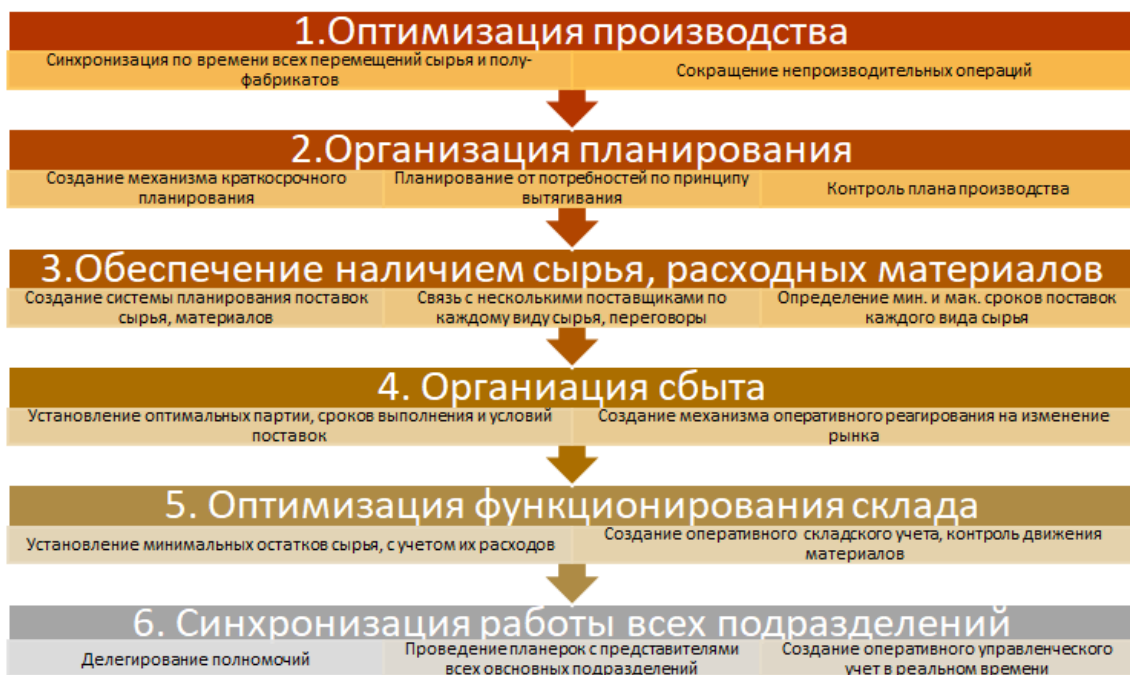 1.Оптимизация производства
Синхронизация по времени всех перемещений сырья и полу-
фабрикатов
Сокращение непроизводительных операций
2.Организация планирования
Создание механизма краткосрочного
планирования
Планирование от потребностей по принципу
вытягивания
Контроль плана производства
3.Обеспечение наличием сырья, расходных материалов
Создание системы планирования поставок
сырья, материалов
Связь с несколькими поставщиками по
каждому виду сырья, переговоры
Определение мин. и мак. сроков поставок
каждого вида сырья
4. Органиация сбыта
Установление оптимальных партии, сроков выполнения и условий
поставок
Создание механизма оперативного реагирования на изменение
рынка
5. Оптимизация функционирования склада
Установление минимальных остатков сырья, с учетом их расходов
Создание оперативного складского учета, контроль движения
материалов
6. Синхронизация работы всех подразделений
Делегирование полномочий
Проведение планерок с представителями
всех овсновных подразделений
Создание оперативного управленческого
учет в реальном времени